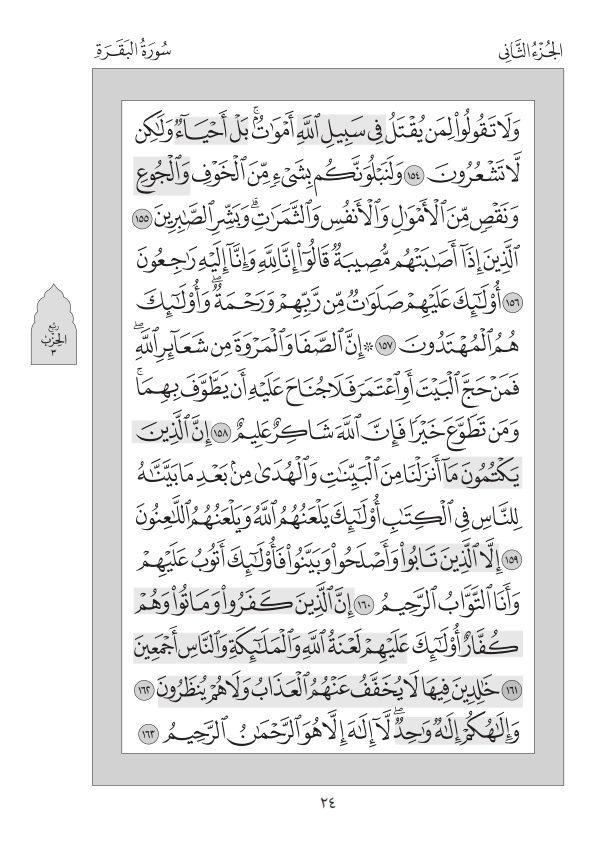 الجُزْءُ الثَّانِي
سُورَةُ البَقَرَةِ
وَلَا تَقُولُوا۟ لِمَن يُقْتَلُ فِى سَبِيلِ ٱللَّهِ أَمْوَٰتٌۢ ۚ بَلْ أَحْيَآءٌ وَلَٰكِن
لَّا تَشْعُرُونَ ١٥٤ وَلَنَبْلُوَنَّكُم بِشَىْءٍ مِّنَ ٱلْخَوْفِ وَٱلْجُوعِ
وَنَقْصٍ مِّنَ ٱلْأَمْوَٰلِ وَٱلْأَنفُسِ وَٱلثَّمَرَٰتِ ۗ وَبَشِّرِ ٱلصَّٰبِرِينَ ١٥٥
ٱلَّذِينَ إِذَآ أَصَٰبَتْهُم مُّصِيبَةٌ قَالُوٓا۟ إِنَّا لِلَّهِ وَإِنَّآ إِلَيْهِ رَٰجِعُونَ
١٥٦ أُو۟لَٰٓئِكَ عَلَيْهِمْ صَلَوَٰتٌ مِّن رَّبِّهِمْ وَرَحْمَةٌ ۖ وَأُو۟لَٰٓئِكَ
هُمُ ٱلْمُهْتَدُونَ ١٥٧ ۞ إِنَّ ٱلصَّفَا وَٱلْمَرْوَةَ مِن شَعَآئِرِ ٱللَّهِ ۖ
فَمَنْ حَجَّ ٱلْبَيْتَ أَوِ ٱعْتَمَرَ فَلَا جُنَاحَ عَلَيْهِ أَن يَطَّوَّفَ بِهِمَا ۚ
وَمَن تَطَوَّعَ خَيْرًا فَإِنَّ ٱللَّهَ شَاكِرٌ عَلِيمٌ ١٥٨ إِنَّ ٱلَّذِينَ
يَكْتُمُونَ مَآ أَنزَلْنَا مِنَ ٱلْبَيِّنَٰتِ وَٱلْهُدَىٰ مِنۢ بَعْدِ مَا بَيَّنَّٰهُ
لِلنَّاسِ فِى ٱلْكِتَٰبِ أُو۟لَٰٓئِكَ يَلْعَنُهُمُ ٱللَّهُ وَيَلْعَنُهُمُ ٱللَّٰعِنُونَ
١٥٩ إِلَّا ٱلَّذِينَ تَابُوا۟ وَأَصْلَحُوا۟ وَبَيَّنُوا۟ فَأُو۟لَٰٓئِكَ أَتُوبُ عَلَيْهِمْ
وَأَنَا ٱلتَّوَّابُ ٱلرَّحِيمُ ١٦٠ إِنَّ ٱلَّذِينَ كَفَرُوا۟ وَمَاتُوا۟ وَهُمْ
كُفَّارٌ أُو۟لَٰٓئِكَ عَلَيْهِمْ لَعْنَةُ ٱللَّهِ وَٱلْمَلَٰٓئِكَةِ وَٱلنَّاسِ أَجْمَعِينَ
١٦١ خَٰلِدِينَ فِيهَا لَا يُخَفَّفُ عَنْهُمُ ٱلْعَذَابُ وَلَا هُمْ يُنظَرُونَ ١٦٢
وَإِلَٰهُكُمْ إِلَٰهٌ وَٰحِدٌ ۖ لَّآ إِلَٰهَ إِلَّا هُوَ ٱلرَّحْمَٰنُ ٱلرَّحِيمُ ١٦٣
ربع
الحِزْب
٣
٢٤